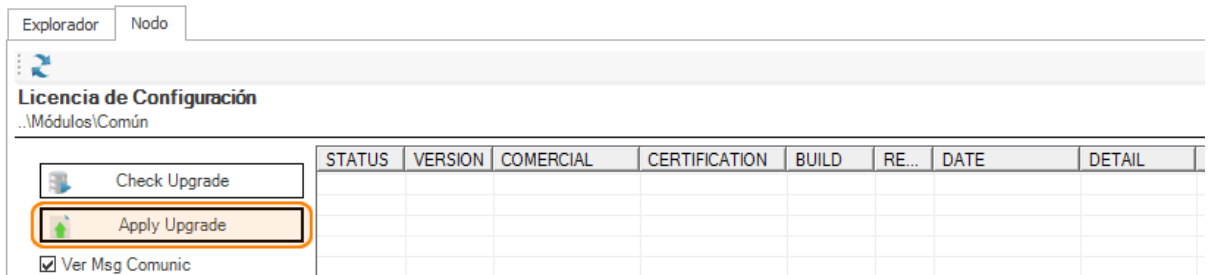 Explorador Nodo
Licencia de Configuración
..\Módulos\Común
STATUS VERSION COMERCIAL CERTIFICATION BUILD RE... DATE DETAIL
Check Upgrade
Apply Upgrade
Ver Msg Comunic